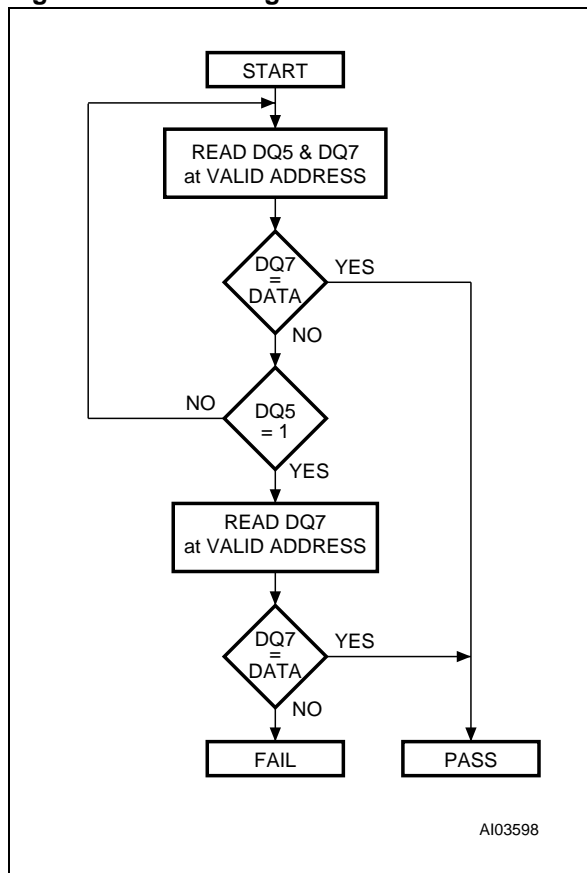 START
READ DQ5 & DQ7
at VALID ADDRESS
DQ7
=
DATA
YES
NO
NO
DQ5
= 1
YES
READ DQ7
at VALID ADDRESS
DQ7
=
DATA
YES
NO
FAIL
PASS
AI03598